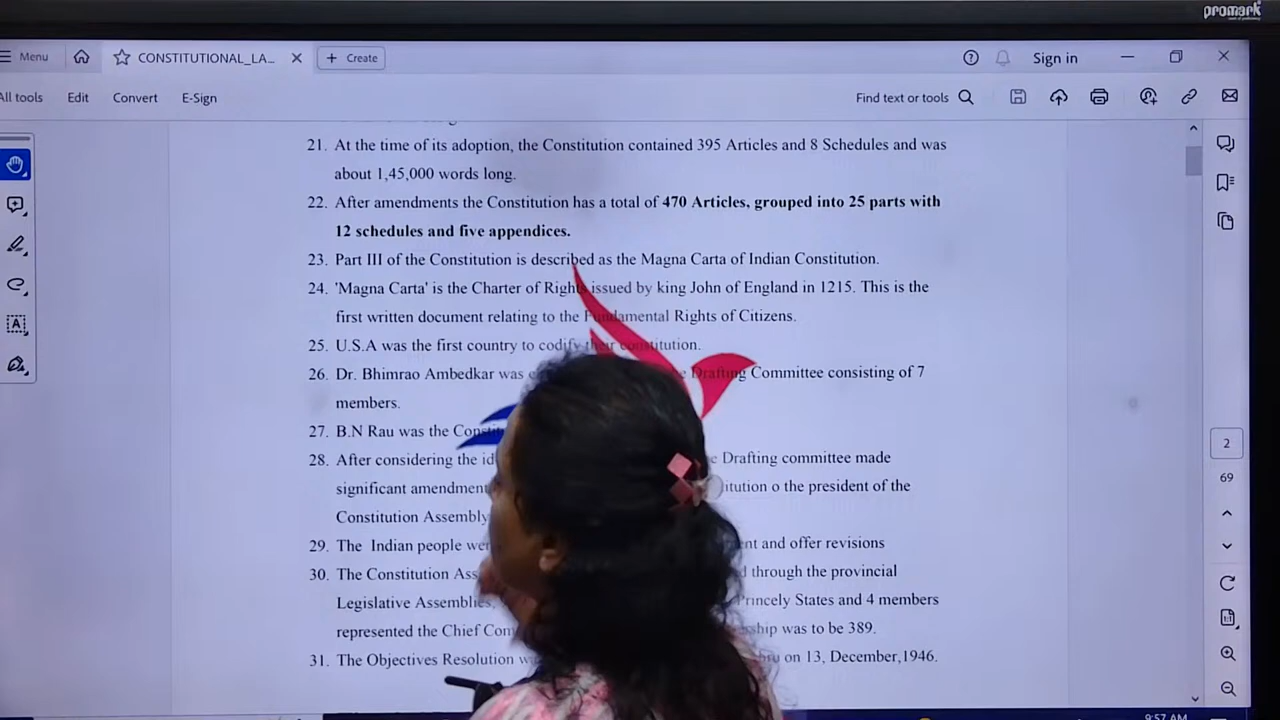 promark
Menu
CONSTITUTIONAL_LA...
+ Create
Sign in
All tools
Edit
Convert
E-Sign
Find text or tools
21. At the time of its adoption, the Constitution contained 395 Articles and 8 Schedules and was
about 1,45,000 words long.
22. After amendments the Constitution has a total of 470 Articles, grouped into 25 parts with
12 schedules and five appendices.
23. Part III of the Constitution is described as the Magna Carta of Indian Constitution.
24. 'Magna Carta' is the Charter of Rights issued by king John of England in 1215. This is the
first written document relating to the Fundamental Rights of Citizens.
25. U.S.A was the first country to codify their constitution.
26. Dr. Bhimrao Ambedkar was Drafting Committee consisting of 7
members.
27. B.N Rau was the
28. After considering the Drafting committee made
significant o the president of the
Constitution Assembly
29. The Indian people and offer revisions
30. The Constitution through the provincial
Legislative Assemblies, Princely States and 4 members
represented the Chief was to be 389.
31. The Objectives Resolution on 13, December,1946.
2
69
9:57 AM